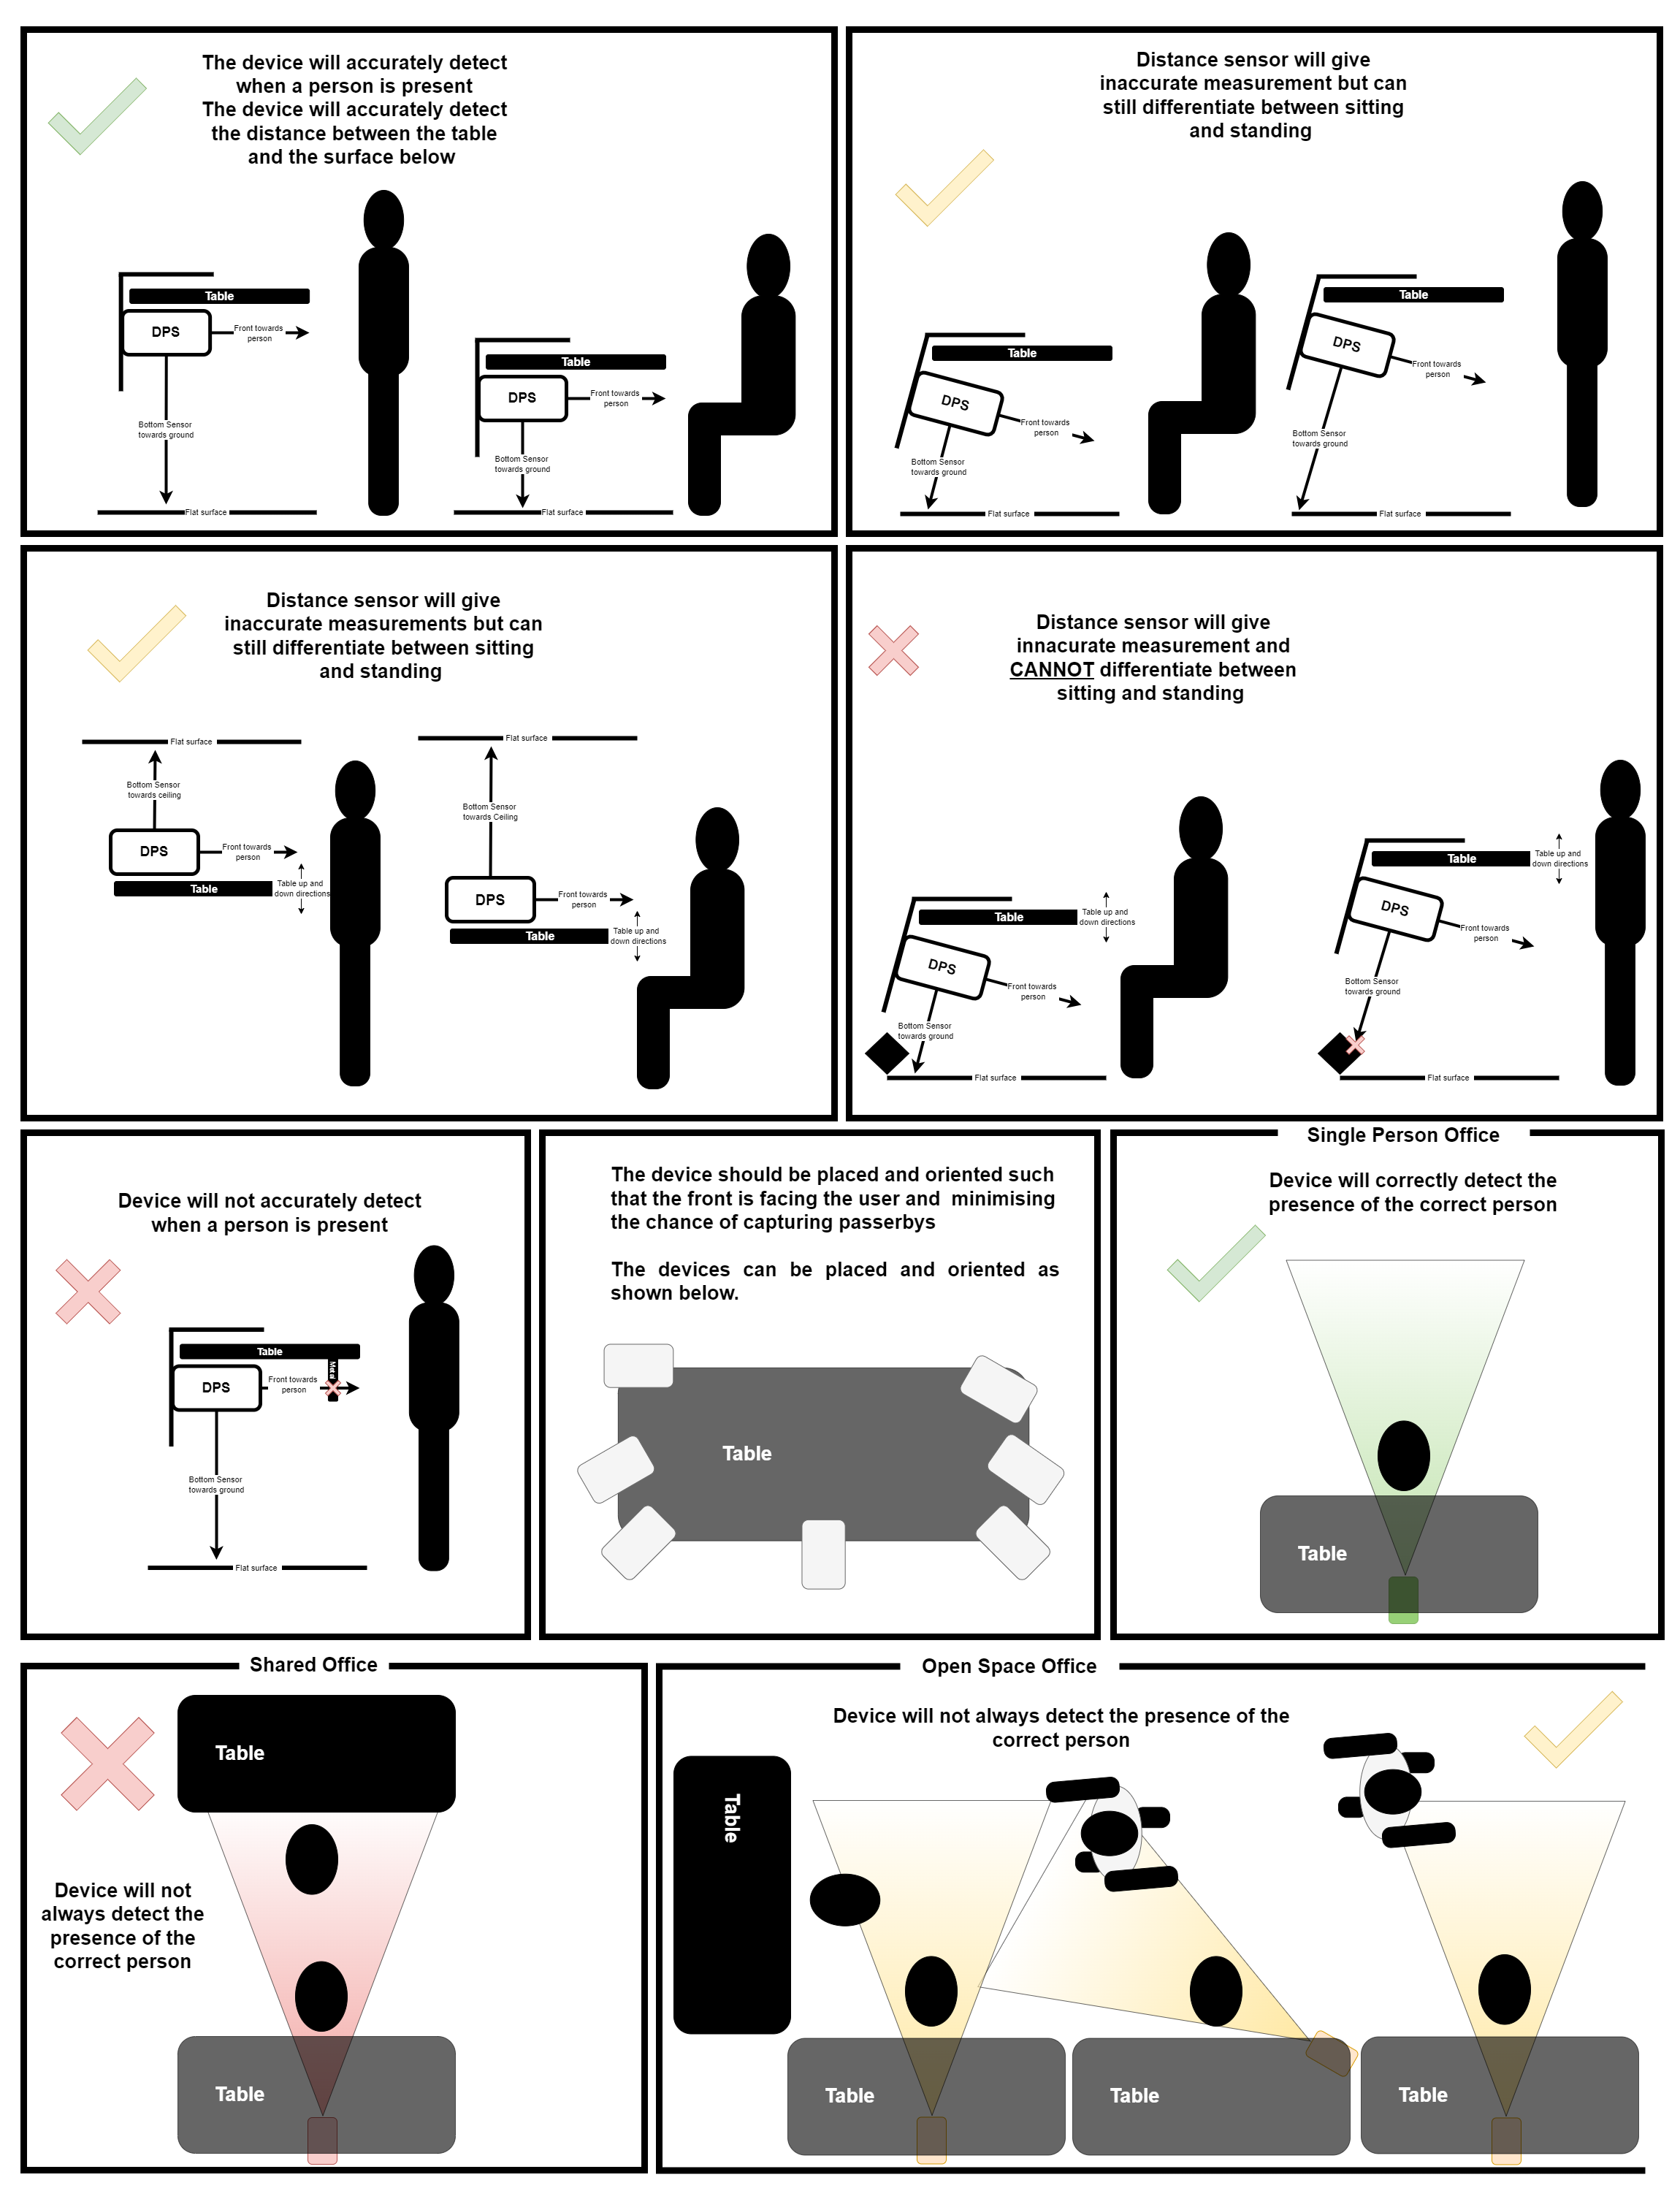 The device will accurately detect
when a person is present
The device will accurately detect
the distance between the table
and the surface below
Table
DPS
Front towards
person
Bottom Sensor
towards ground
Flat surface
Table
DPS
Front towards
person
Bottom Sensor
towards ground
Flat surface
Distance sensor will give
inaccurate measurement but can
still differentiate between sitting
and standing
Table
DPS
Front towards
person
Bottom Sensor
towards ground
Flat surface
Table
DPS
Front towards
person
Bottom Sensor
towards ground
Flat surface
Distance sensor will give
inaccurate measurements but can
still differentiate between sitting
and standing
Flat surface
Bottom Sensor
towards ceiling
DPS
Front towards
person
Table
Table up and
down directions
Flat surface
Bottom Sensor
towards Ceiling
DPS
Front towards
person
Table
Table up and
down directions
Distance sensor will give
innacurate measurement and
CANNOT differentiate between
sitting and standing
Table
Table up and
down directions
DPS
Front towards
person
Bottom Sensor
towards ground
Flat surface
Table
Table up and
down directions
DPS
Front towards
person
Bottom Sensor
towards ground
Flat surface
Device will not accurately detect
when a person is present
Table
DPS
Front towards
person
Bottom Sensor
towards ground
Flat surface
The device should be placed and oriented such
that the front is facing the user and minimising
the chance of capturing passerbys
The devices can be placed and oriented as
shown below.
Table
Single Person Office
Device will correctly detect the
presence of the correct person
Table
Shared Office
Table
Device will not
always detect the
presence of the
correct person
Table
Open Space Office
Device will not always detect the presence of the
correct person
Table
Table
Table
Table